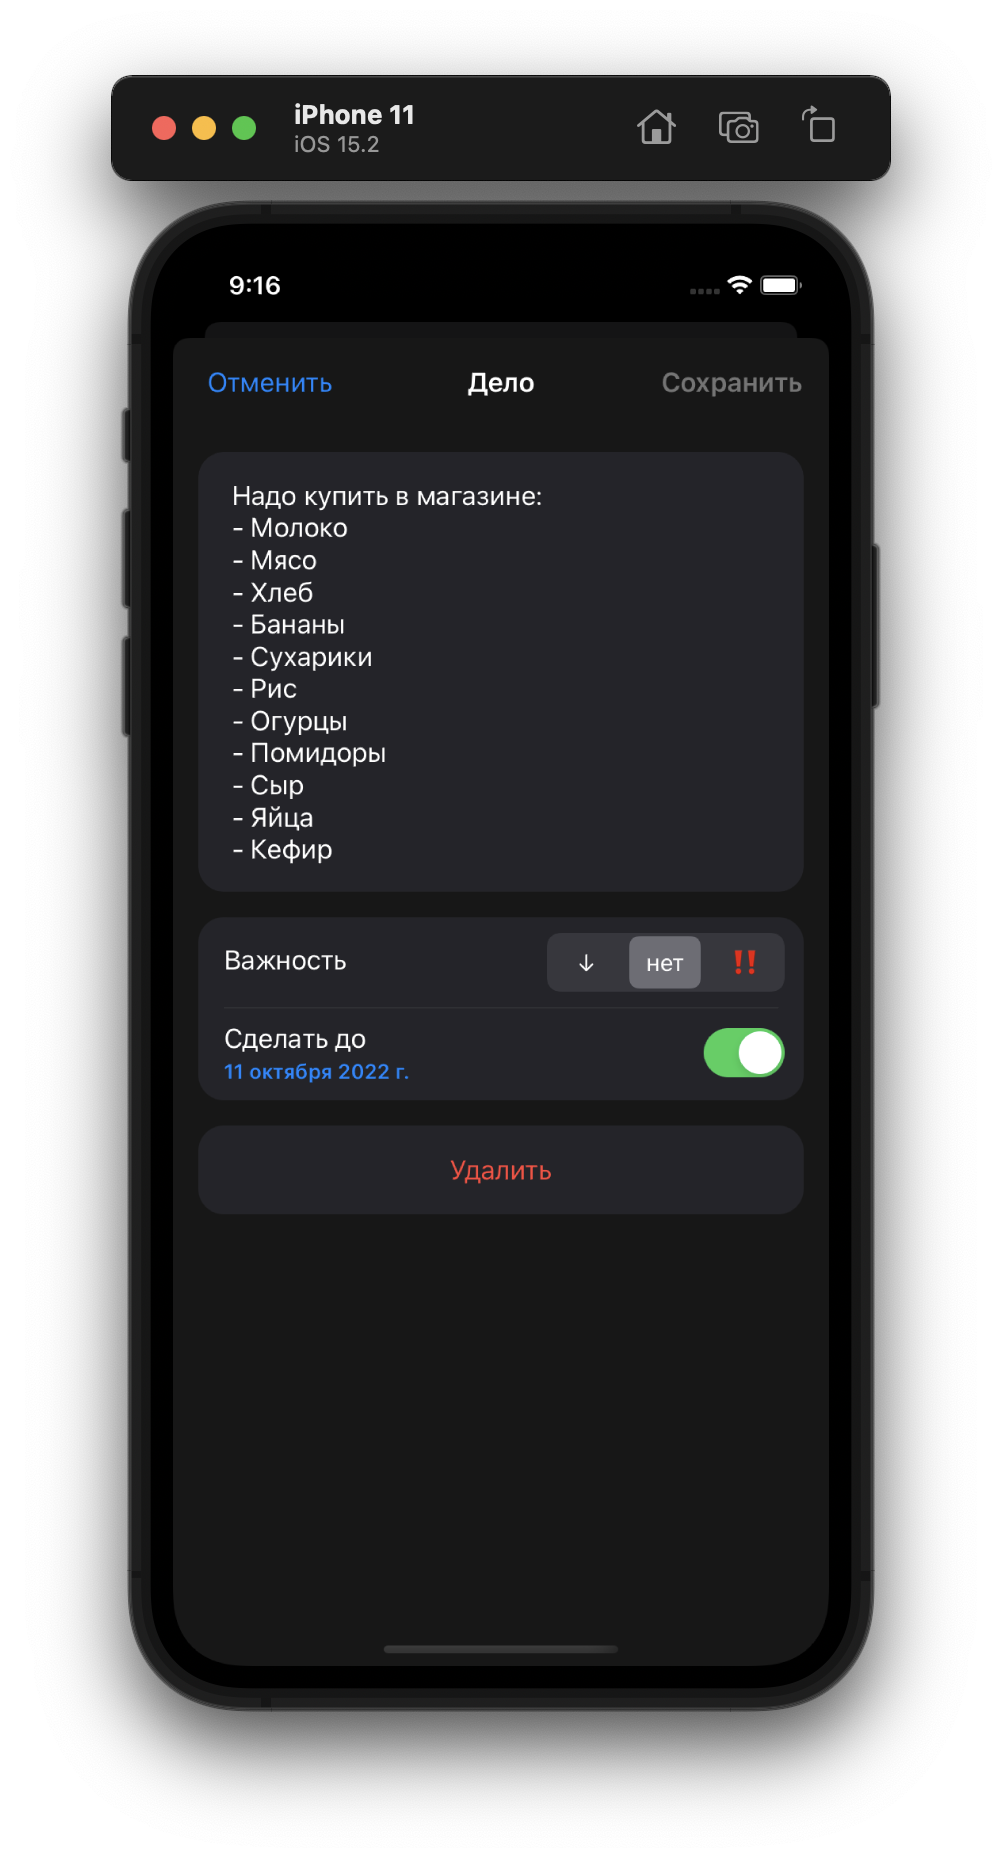 iPhone 11
iOS 15.2
9:16
Отменить Дело Сохранить
Надо купить в магазине:
- Молоко
- Мясо
- Хлеб
- Бананы
- Сухарики
- Рис
- Огурцы
- Помидоры
- Сыр
- Яйца
- Кефир
Важность ↓ нет ‼
Сделать до
11 октября 2022 г.
Удалить